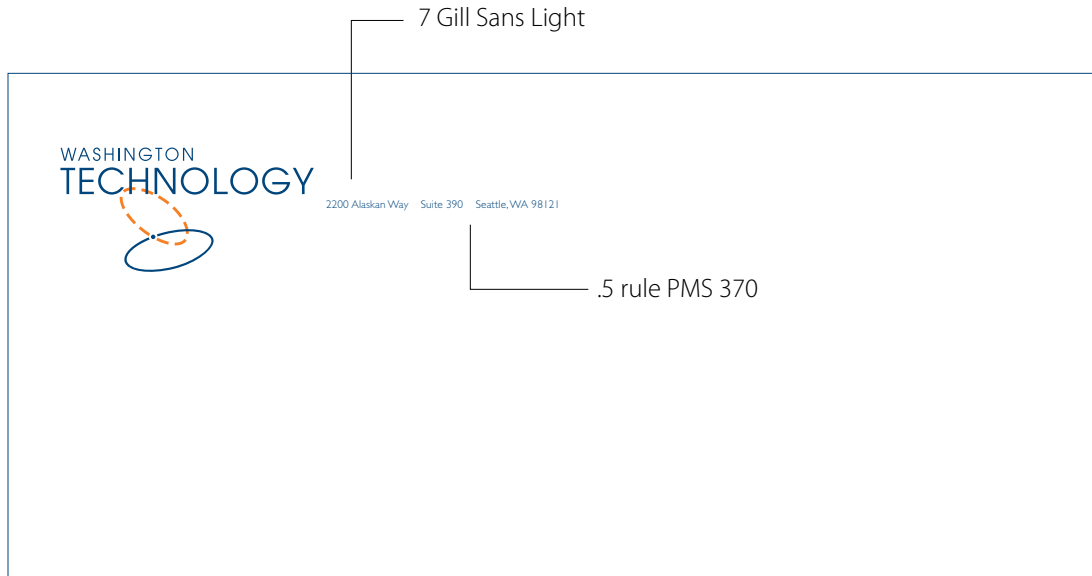 7 Gill Sans Light
WASHINGTON
TECHNOLOGY
2200 Alaskan Way Suite 390 Seattle, WA 98121
.5 rule PMS 370